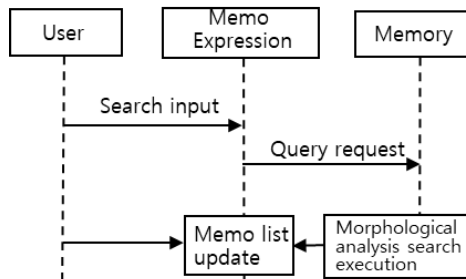 User
Memo
Expression
Memory
Search input
Query request
Memo list
update
Morphological
analysis search
execution